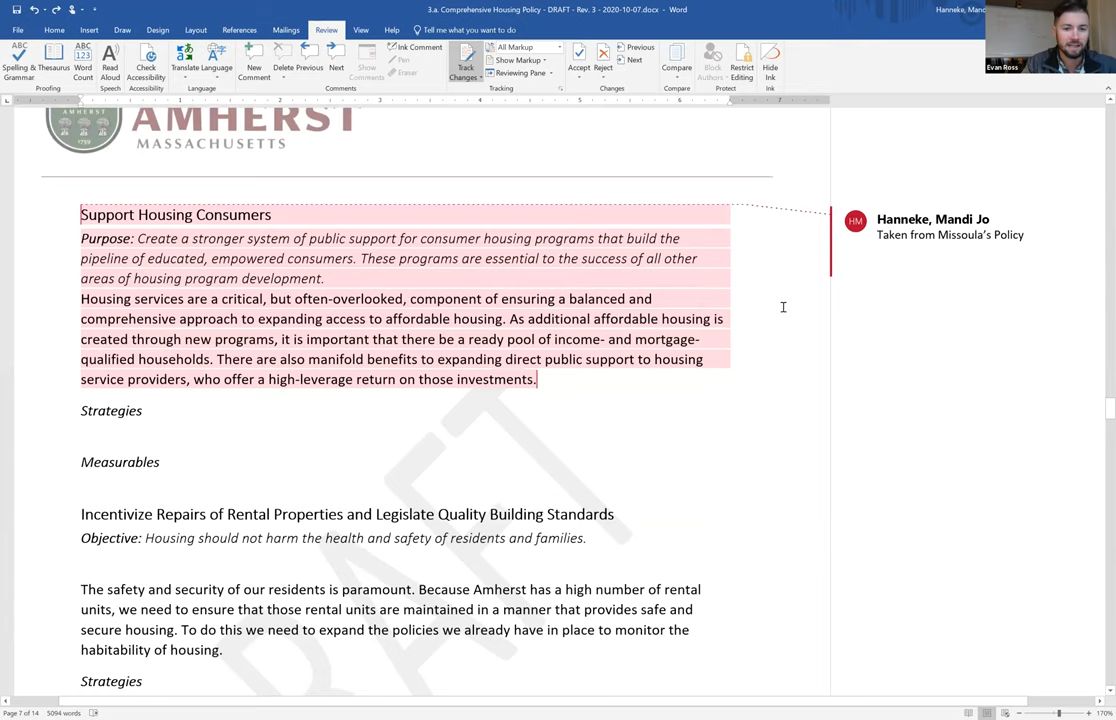 3.a. Comprehensive Housing Policy - DRAFT - Rev. 3 - 2020-10-07.docx - Word
Hanneke, Mandi
File Home Insert Draw Design Layout References Mailings Review View Help Tell me what you want to do
Evan Ross
Spelling & Grammar
Thesaurus
Word Count
Read Aloud
Check Accessibility
Translate
Language
New Comment
Delete
Previous
Next
Show Comments
Ink Comment
Pen
Eraser
Track Changes
All Markup
Show Markup
Reviewing Pane
Accept
Reject
Previous
Next
Compare
Block Authors
Restrict Editing
Hide Ink
Proofing Speech Accessibility Language Comments Tracking Changes Compare Protect Ink
1 2 3 4 5 6 7
AMHERST
MASSACHUSETTS
1759
Support Housing Consumers
Purpose: Create a stronger system of public support for consumer housing programs that build the
pipeline of educated, empowered consumers. These programs are essential to the success of all other
areas of housing program development.
Housing services are a critical, but often-overlooked, component of ensuring a balanced and
comprehensive approach to expanding access to affordable housing. As additional affordable housing is
created through new programs, it is important that there be a ready pool of income- and mortgage-
qualified households. There are also manifold benefits to expanding direct public support to housing
service providers, who offer a high-leverage return on those investments.
Strategies
Measurables
Incentivize Repairs of Rental Properties and Legislate Quality Building Standards
Objective: Housing should not harm the health and safety of residents and families.
The safety and security of our residents is paramount. Because Amherst has a high number of rental
units, we need to ensure that those rental units are maintained in a manner that provides safe and
secure housing. To do this we need to expand the policies we already have in place to monitor the
habitability of housing.
Strategies
HM
Hanneke, Mandi Jo
Taken from Missoula's Policy
DRAFT
Page 7 of 14 5094 words
170%